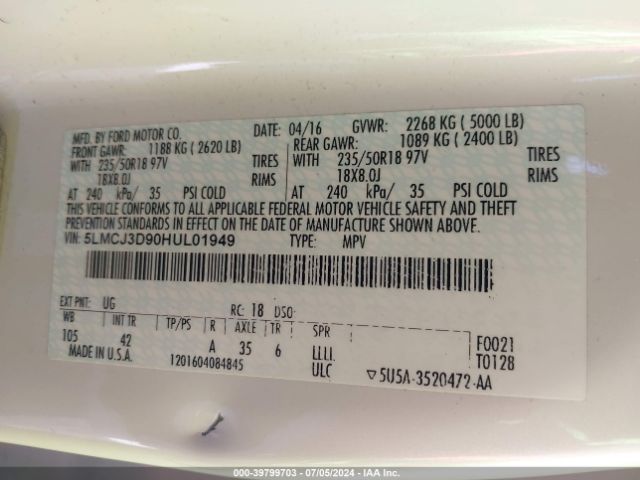 MFD. BY FORD MOTOR CO.
DATE: 04/16 GVWR: 2268 KG ( 5000 LB)
FRONT GAWR: 1188 KG ( 2620 LB)
REAR GAWR: 1089 KG ( 2400 LB)
WITH 235/50R18 97V TIRES
18X8.0J RIMS
AT 240 kPa/ 35 PSI COLD
WITH 235/50R18 97V TIRES
18X8.0J RIMS
AT 240 kPa/ 35 PSI COLD
THIS VEHICLE CONFORMS TO ALL APPLICABLE FEDERAL MOTOR VEHICLE SAFETY AND THEFT
PREVENTION STANDARDS IN EFFECT ON THE DATE OF MANUFACTURE SHOWN ABOVE.
VIN: 5LMCJ3D90HUL01949 TYPE: MPV
EXT PNT: UG RC: 18 DSO:
WB INT TR TP/PS R AXLE TR SPR
105 42 A 35 6 LLLL
F0021
MADE IN U.S.A. 1201604084845 ULC
T0128
▽5U5A-3520472-AA
000-39799703 - 07/05/2024 - IAA Inc.